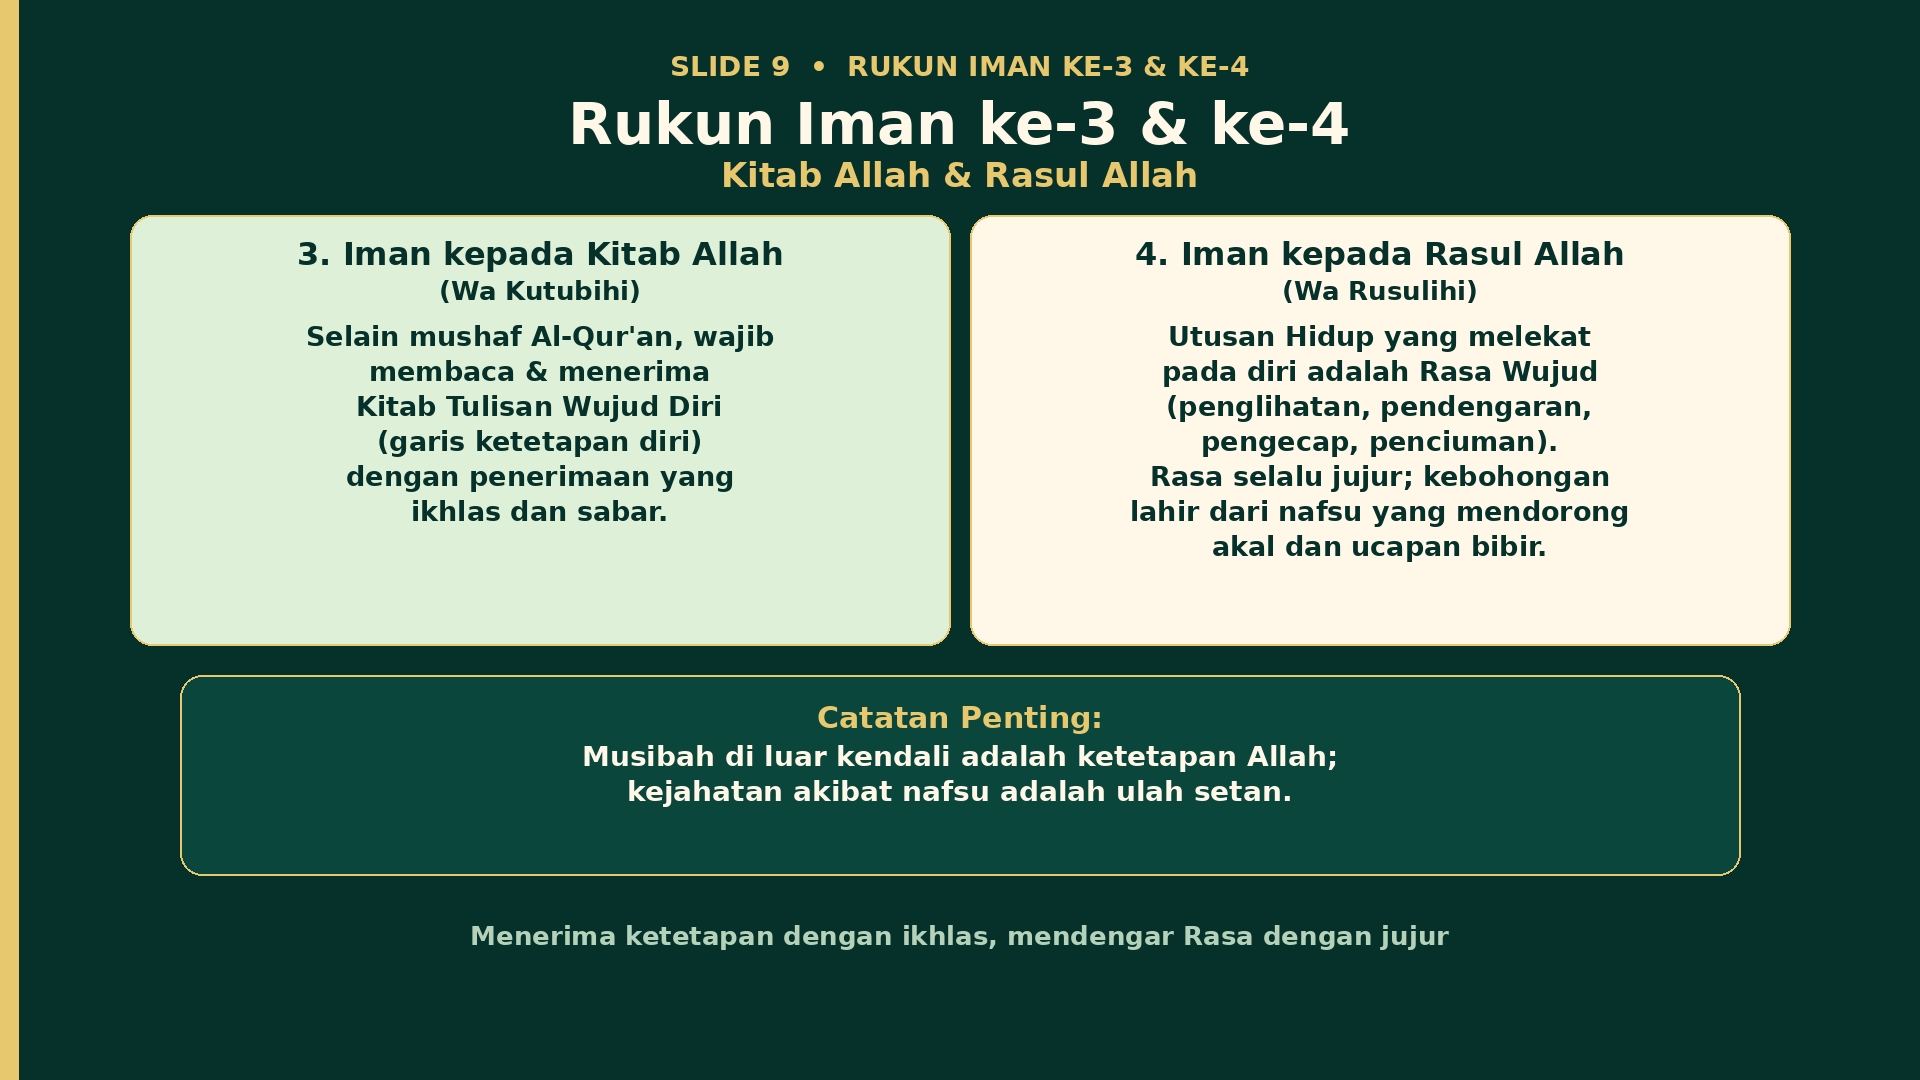 SLIDE 9 • RUKUN IMAN KE-3 & KE-4
Rukun Iman ke-3 & ke-4
Kitab Allah & Rasul Allah
3. Iman kepada Kitab Allah
(Wa Kutubihi)
Selain mushaf Al-Qur'an, wajib
membaca & menerima
Kitab Tulisan Wujud Diri
(garis ketetapan diri)
dengan penerimaan yang
ikhlas dan sabar.
4. Iman kepada Rasul Allah
(Wa Rusulihi)
Utusan Hidup yang melekat
pada diri adalah Rasa Wujud
(penglihatan, pendengaran,
pengecap, penciuman).
Rasa selalu jujur; kebohongan
lahir dari nafsu yang mendorong
akal dan ucapan bibir.
Catatan Penting:
Musibah di luar kendali adalah ketetapan Allah;
kejahatan akibat nafsu adalah ulah setan.
Menerima ketetapan dengan ikhlas, mendengar Rasa dengan jujur